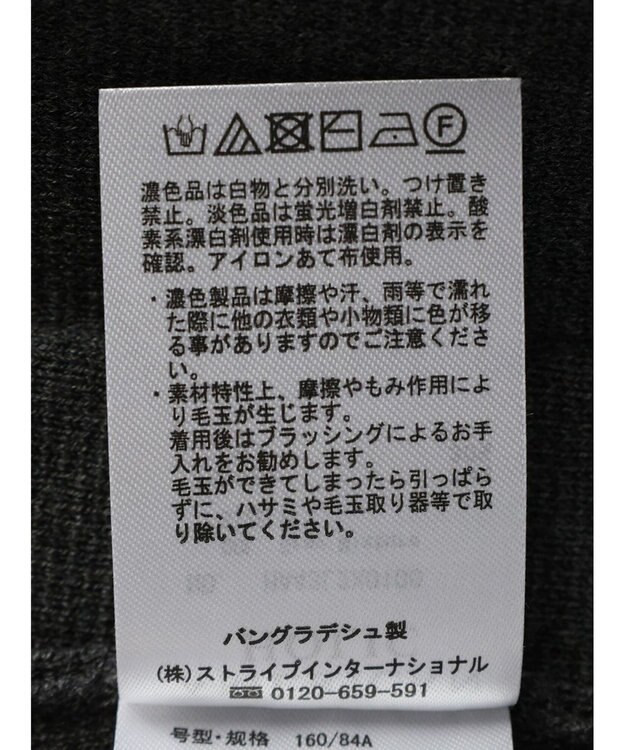 F
濃色品は白物と分別洗い。つけ置き
禁止。淡色品は蛍光増白剤禁止。酸
素系漂白剤使用時は漂白剤の表示を
確認。アイロンあて布使用。
・濃色製品は摩擦や汗、雨等で濡れ
た際に他の衣類や小物類に色が移
る事がありますのでご注意くださ
い。
・素材特性上、摩擦やもみ作用によ
り毛玉が生じます。
着用後はブラッシングによるお手
入れをお勧めします。
毛玉ができてしまったら引っぱら
ずに、ハサミや毛玉取り器等で取
り除いてください。
バングラデシュ製
(株)ストライプインターナショナル
0120-659-591
号型・规格 160/84A